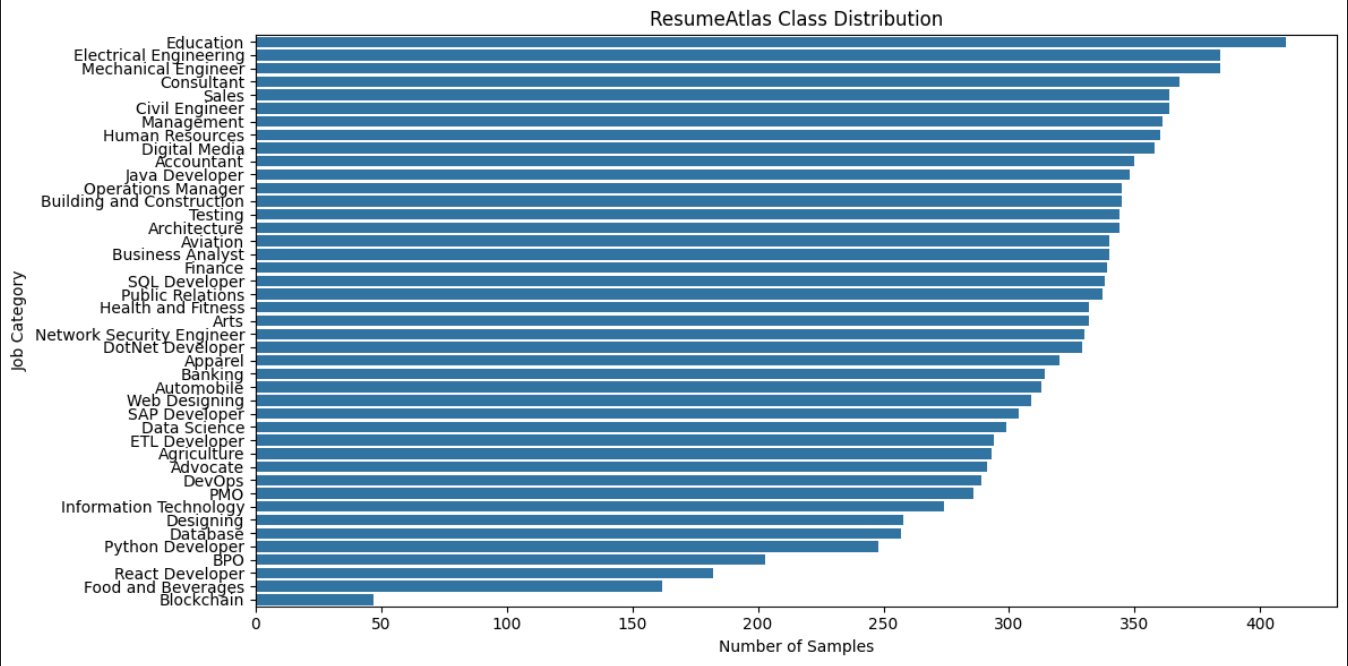 ResumeAtlas Class Distribution
Job Category
Education
Electrical Engineering
Mechanical Engineer
Consultant
Sales
Civil Engineer
Management
Human Resources
Digital Media
Accountant
Java Developer
Operations Manager
Building and Construction
Testing
Architecture
Aviation
Business Analyst
Finance
SQL Developer
Public Relations
Health and Fitness
Arts
Network Security Engineer
DotNet Developer
Apparel
Banking
Automobile
Web Designing
SAP Developer
Data Science
ETL Developer
Agriculture
Advocate
DevOps
PMO
Information Technology
Designing
Database
Python Developer
BPO
React Developer
Food and Beverages
Blockchain
0 50 100 150 200 250 300 350 400
Number of Samples